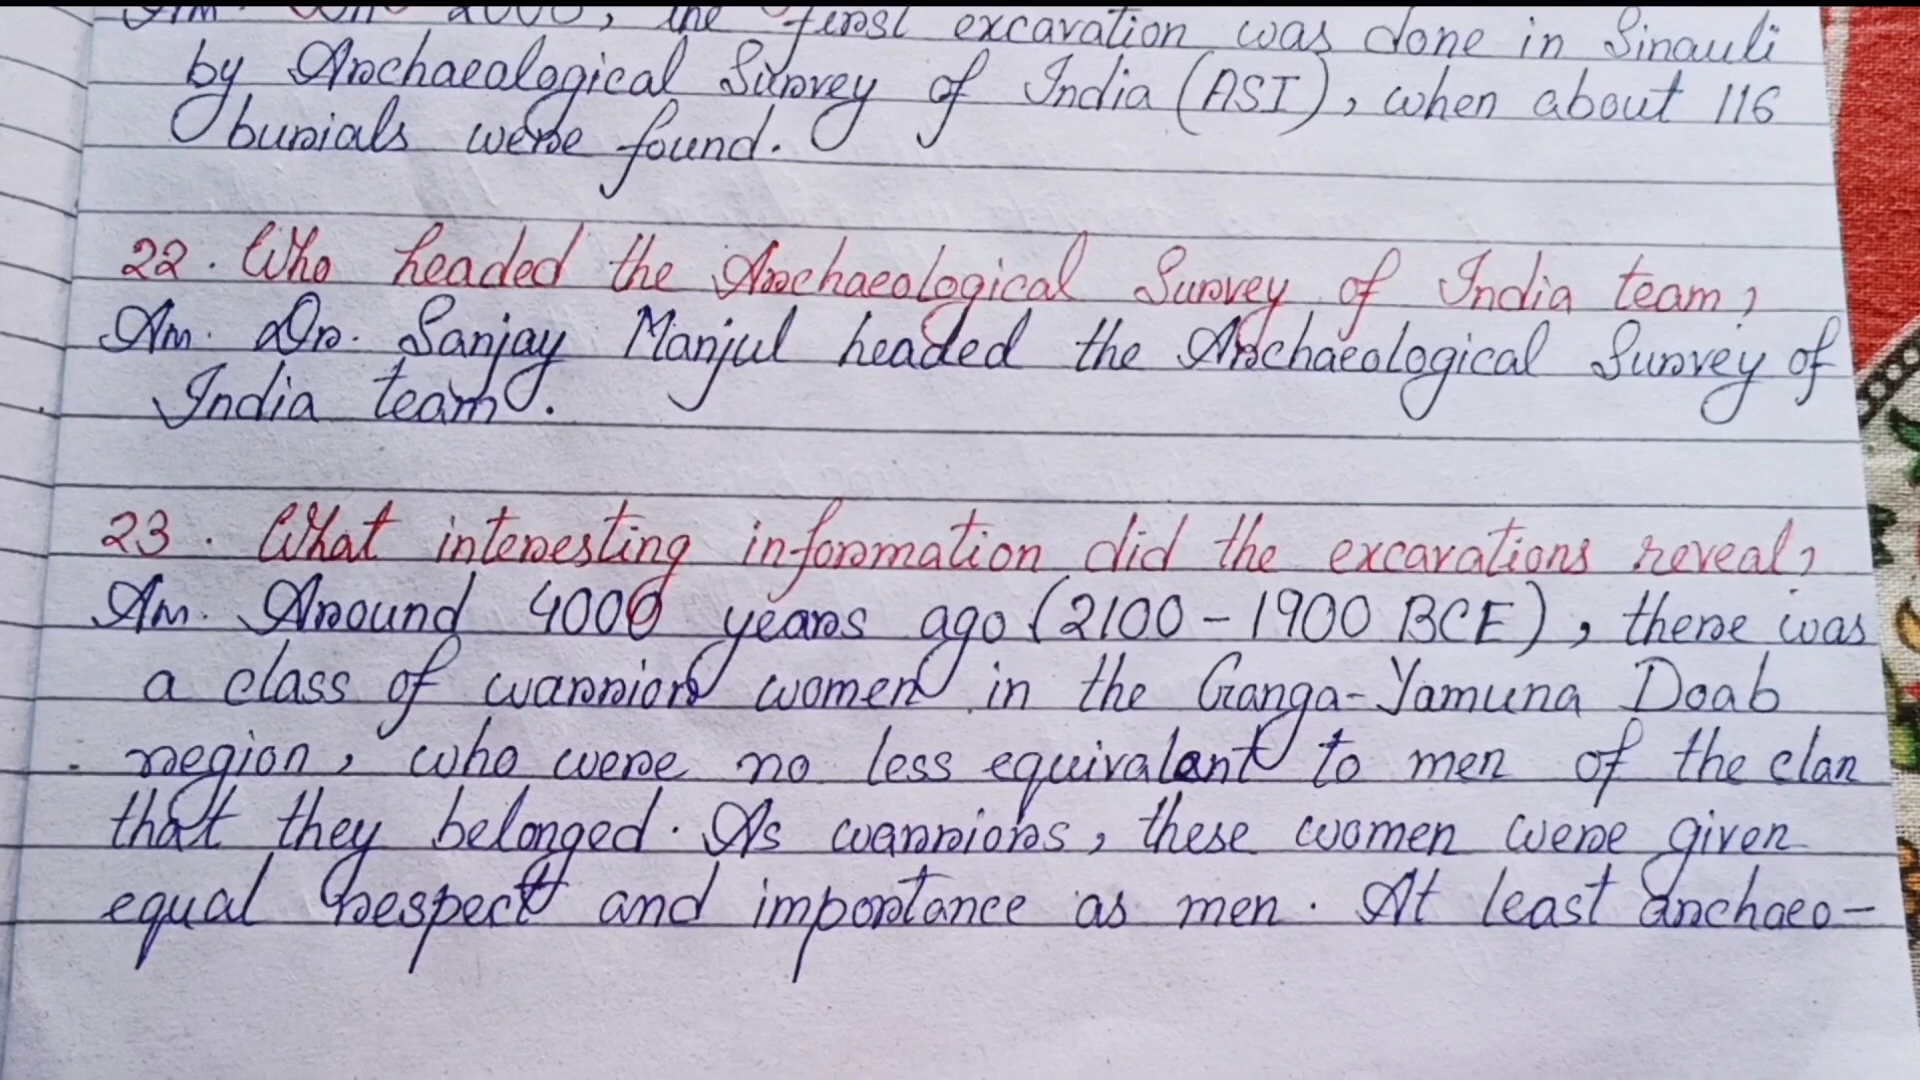 the first excavation was done in Sinauli
by Archaeological Survey of India (ASI), when about 116
burials were found.
22. Who headed the Archaeological Survey of India team?
Ans. Dr. Sanjay Manjul headed the Archaeological Survey of
India team.
23. What interesting information did the excavations reveal?
Ans. Around 4000 years ago (2100-1900 BCE), there was
a class of warrior women in the Ganga-Yamuna Doab
region, who were no less equivalent to men of the clan
that they belonged. As warriors, these women were given
equal respect and importance as men. At least archaeo-